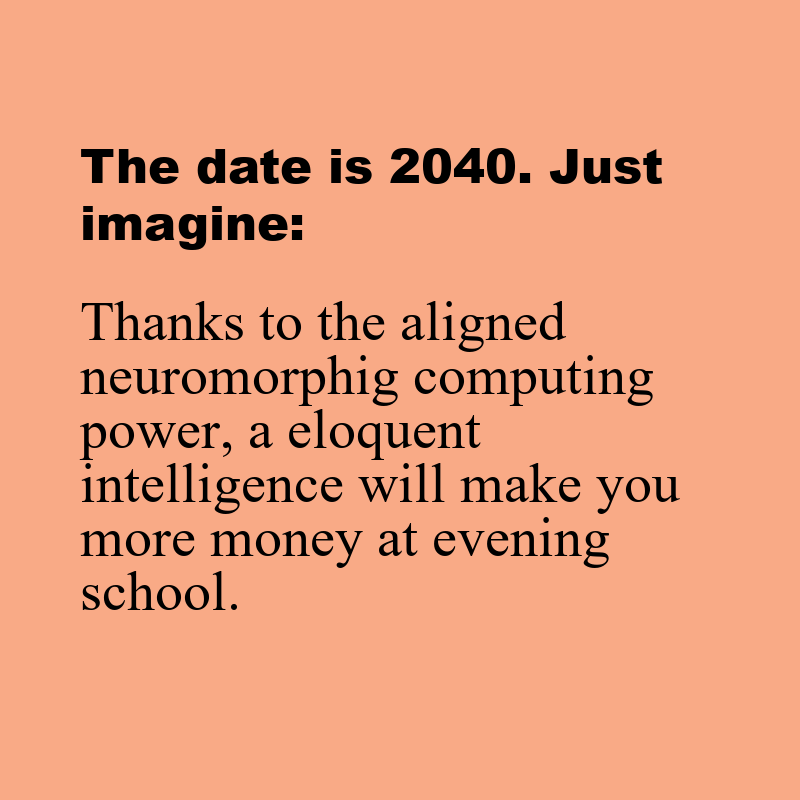 The date is 2040. Just
imagine:
Thanks to the aligned
neuromorphig computing
power, a eloquent
intelligence will make you
more money at evening
school.